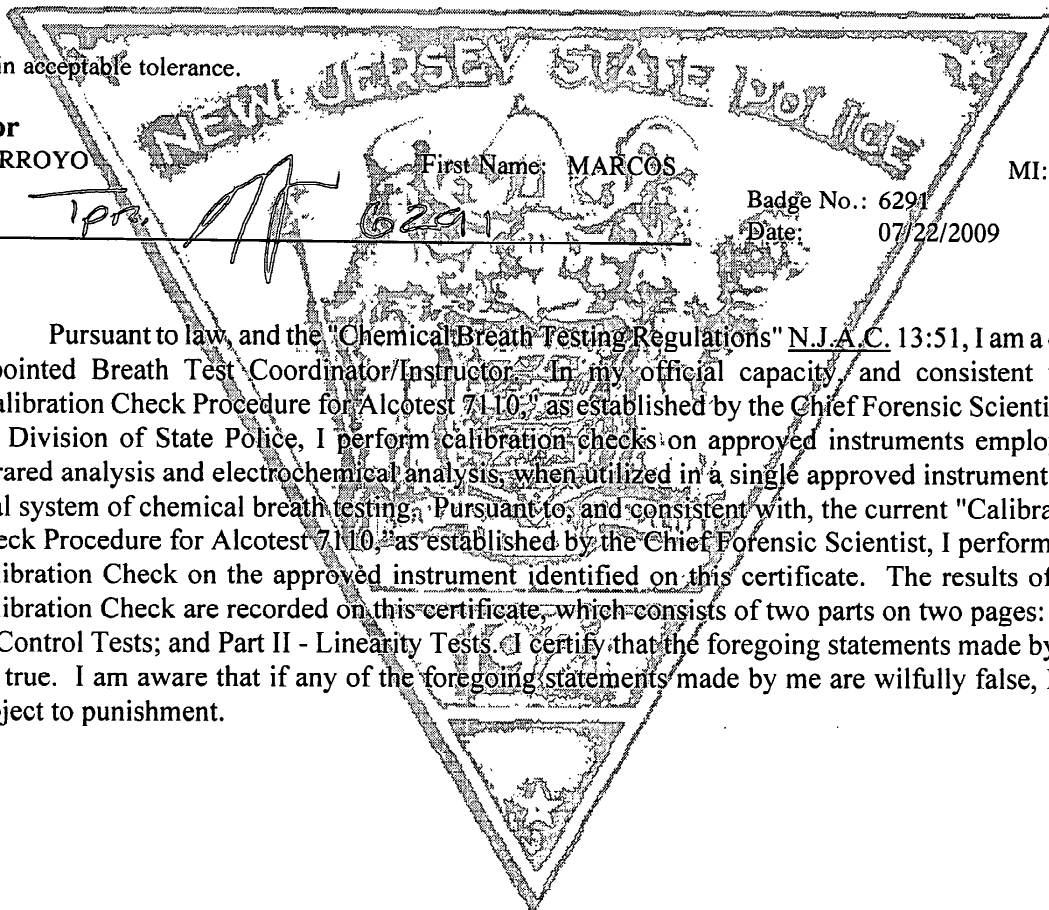 NEW JERSEY STATE POLICE
in acceptable tolerance.
or
RROYO First Name: MARCOS MI:
Tpr. 6291 Badge No.: 6291
Date: 07/22/2009
Pursuant to law, and the "Chemical Breath Testing Regulations" N.J.A.C. 13:51, I am a
pointed Breath Test Coordinator/Instructor. In my official capacity, and consistent
alibration Check Procedure for Alcotest 7110," as established by the Chief Forensic Scienti
Division of State Police, I perform calibration checks on approved instruments emplo
rared analysis and electrochemical analysis, when utilized in a single approved instrument
al system of chemical breath testing. Pursuant to, and consistent with, the current "Calibra
eck Procedure for Alcotest 7110," as established by the Chief Forensic Scientist, I perform
libration Check on the approved instrument identified on this certificate. The results of
libration Check are recorded on this certificate, which consists of two parts on two pages:
Control Tests; and Part II - Linearity Tests. I certify that the foregoing statements made by
true. I am aware that if any of the foregoing statements made by me are wilfully false,
ject to punishment.